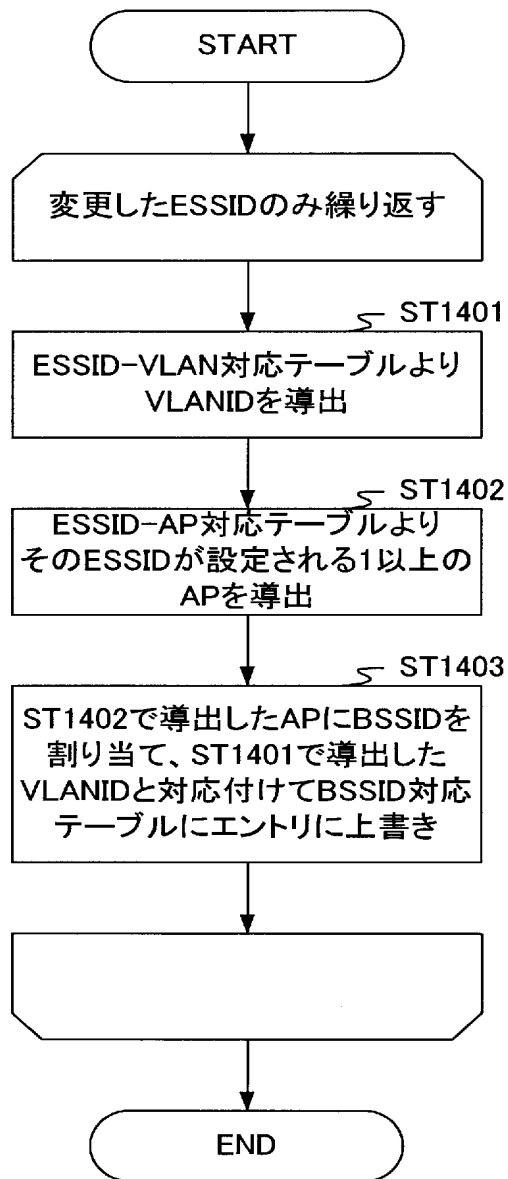 START
変更したESSIDのみ繰り返す
ST1401
ESSID-VLAN対応テーブルより
VLANIDを導出
ST1402
ESSID-AP対応テーブルより
そのESSIDが設定される1以上の
APを導出
ST1403
ST1402で導出したAPにBSSIDを
割り当て、ST1401で導出した
VLANIDと対応付けてBSSID対応
テーブルにエントリに上書き
END